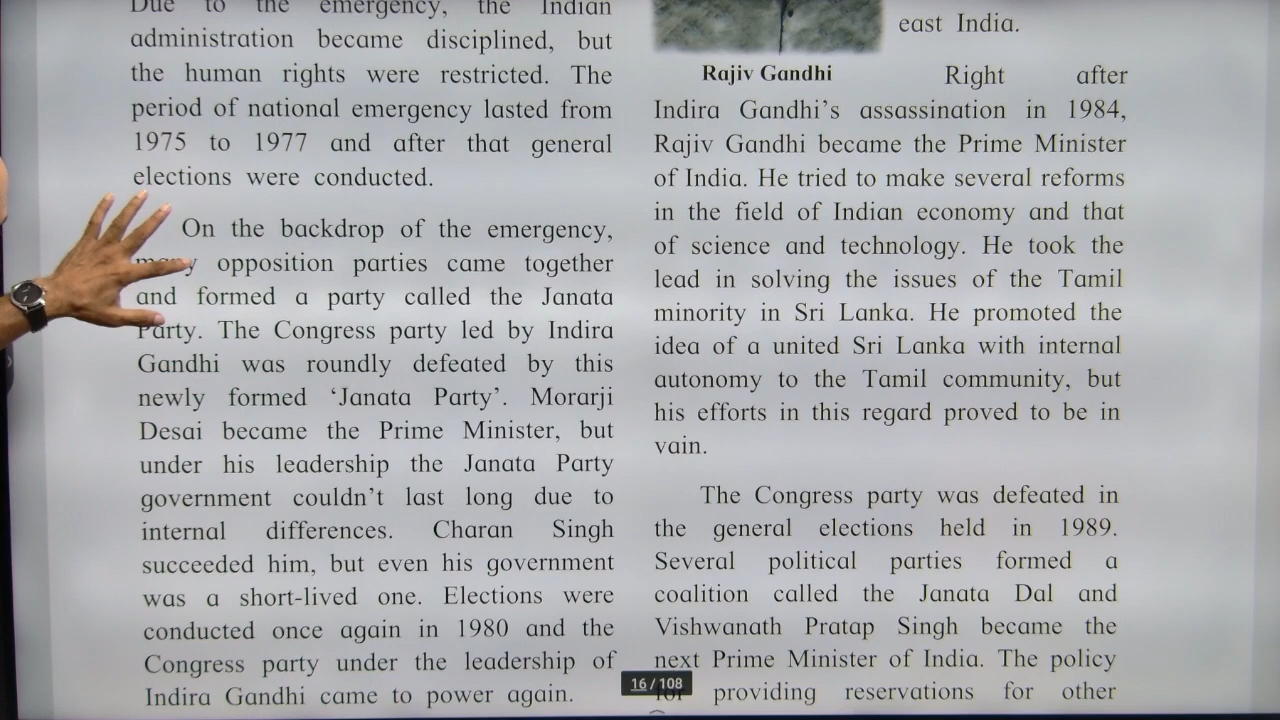 Due to the emergency, the Indian
administration became disciplined, but
the human rights were restricted. The
period of national emergency lasted from
1975 to 1977 and after that general
elections were conducted.
On the backdrop of the emergency,
many opposition parties came together
and formed a party called the Janata
Party. The Congress party led by Indira
Gandhi was roundly defeated by this
newly formed ‘Janata Party’. Morarji
Desai became the Prime Minister, but
under his leadership the Janata Party
government couldn’t last long due to
internal differences. Charan Singh
succeeded him, but even his government
was a short-lived one. Elections were
conducted once again in 1980 and the
Congress party under the leadership of
Indira Gandhi came to power again.
east India.
Rajiv Gandhi
Right after
Indira Gandhi’s assassination in 1984,
Rajiv Gandhi became the Prime Minister
of India. He tried to make several reforms
in the field of Indian economy and that
of science and technology. He took the
lead in solving the issues of the Tamil
minority in Sri Lanka. He promoted the
idea of a united Sri Lanka with internal
autonomy to the Tamil community, but
his efforts in this regard proved to be in
vain.
The Congress party was defeated in
the general elections held in 1989.
Several political parties formed a
coalition called the Janata Dal and
Vishwanath Pratap Singh became the
next Prime Minister of India. The policy
for providing reservations for other
16 / 108